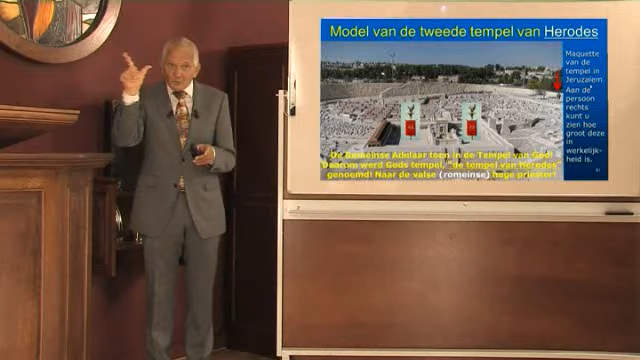 Model van de tweede tempel van Herodes
Maquette
van de
tempel in
Jeruzalem.
Aan de
persoon
rechts
kunt u
zien hoe
groot deze
in
werkelijk-
heid is.
De Romeinse Adelaar toen in de Tempel van God!
Daarom werd Gods tempel, "de tempel van Herodes"
genoemd! Naar de valse (romeinse) hoge priester!